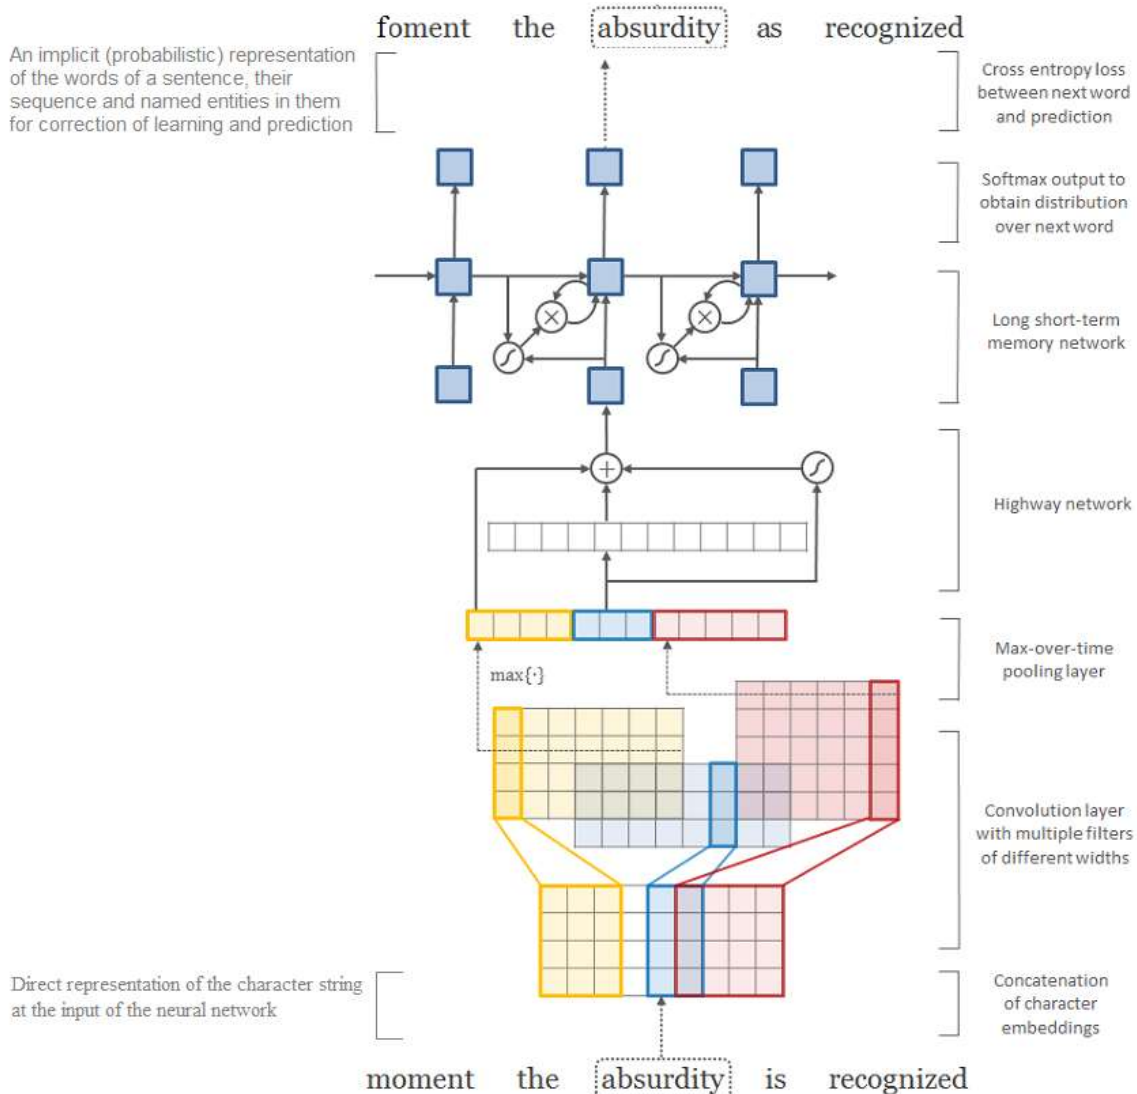 foment the absurdity as recognized
An implicit (probabilistic) representation
of the words of a sentence, their
sequence and named entities in them
for correction of learning and prediction
Cross entropy loss
between next word
and prediction
Softmax output to
obtain distribution
over next word
Long short-term
memory network
+
Highway network
max{·}
Max-over-time
pooling layer
Convolution layer
with multiple filters
of different widths
Direct representation of the character string
at the input of the neural network
Concatenation
of character
embeddings
moment the absurdity is recognized